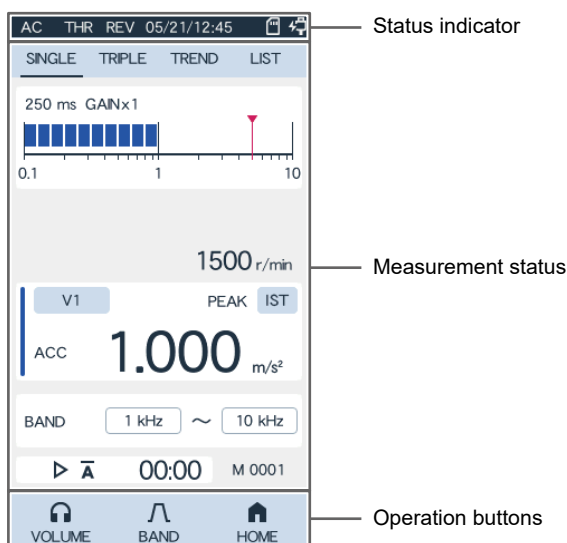 AC THR REV 05/21/12:45
Status indicator
SINGLE TRIPLE TREND LIST
250 ms GAIN×1
0.1 1 10
1500 r/min
Measurement status
V1 PEAK IST
ACC 1.000 m/s²
BAND 1 kHz ～ 10 kHz
A 00:00 M 0001
Operation buttons
VOLUME BAND HOME